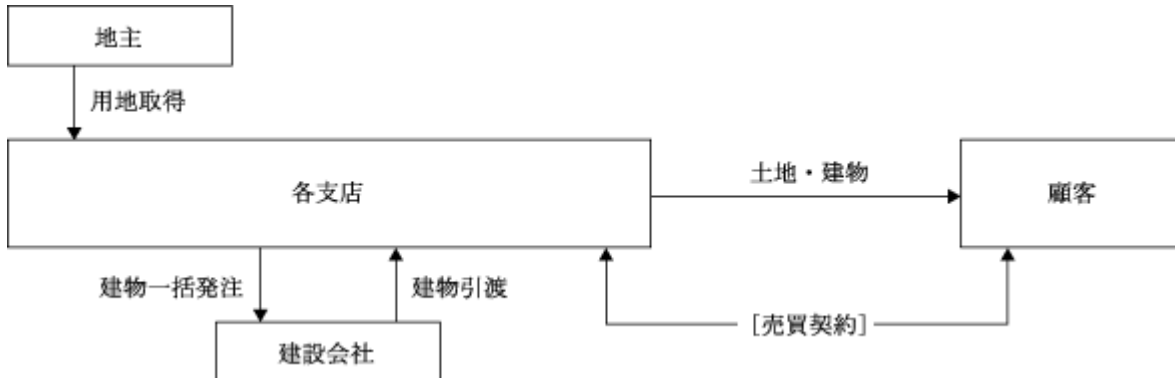 地主
用地取得
各支店
土地・建物
顧客
建物一括発注
建物引渡
[売買契約]
建設会社